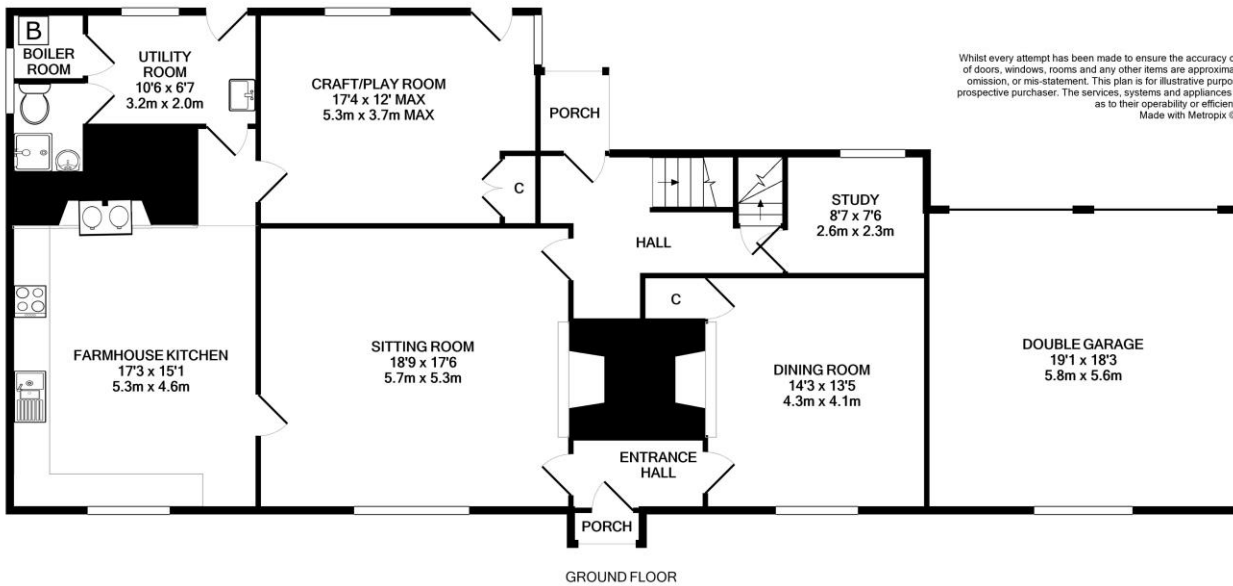 B
BOILER
ROOM
UTILITY
ROOM
10'6 x 6'7
3.2m x 2.0m
CRAFT/PLAY ROOM
17'4 x 12' MAX
5.3m x 3.7m MAX
PORCH
Whilst every attempt has been made to ensure the accuracy
of doors, windows, rooms and any other items are
omission, or mis-statement. This plan is for illustrative
prospective purchaser. The services, systems and appliances
as to their operability or
Made with Metropix ©
C
HALL
STUDY
8'7 x 7'6
2.6m x 2.3m
FARMHOUSE KITCHEN
17'3 x 15'1
5.3m x 4.6m
SITTING ROOM
18'9 x 17'6
5.7m x 5.3m
C
DINING ROOM
14'3 x 13'5
4.3m x 4.1m
DOUBLE GARAGE
19'1 x 18'3
5.8m x 5.6m
ENTRANCE
HALL
PORCH
GROUND FLOOR